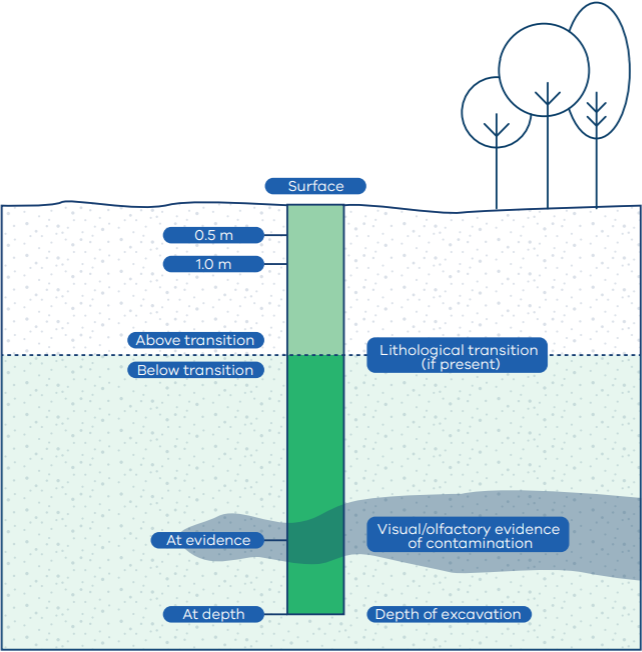 Surface
0.5 m
1.0 m
Above transition
Lithological transition
(if present)
Below transition
Visual/olfactory evidence
of contamination
At evidence
At depth
Depth of excavation